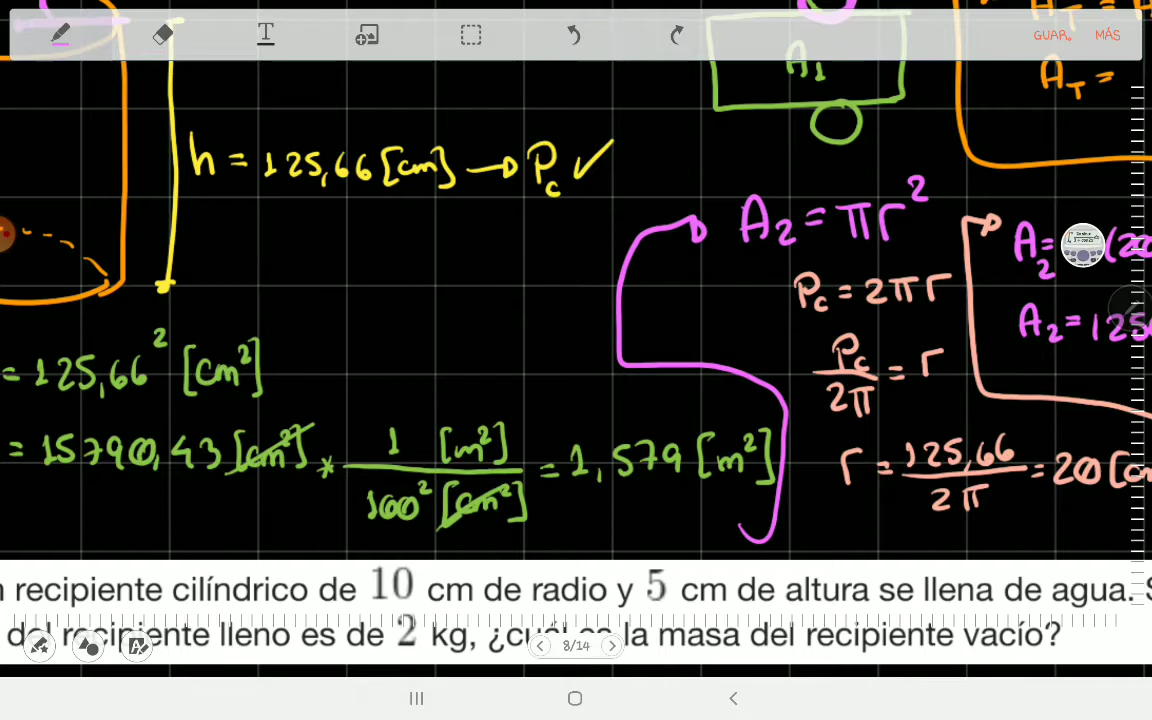 T
GUAR.
MÁS
A1
AT =
h = 125,66 [cm] → Pc ✓
A2 = πr²
Pc = 2πr
Pc/2π = r
r = 125,66/2π = 20 [cm
A2 = (20
A2 = 125
= 125,66² [cm²]
= 15790,43 [cm²] * 1 [m²]/100² [cm²] = 1,579 [m²]
recipiente cilíndrico de 10 cm de radio y 5 cm de altura se llena de agua.
del recipiente lleno es de 2 kg, ¿cuál es la masa del recipiente vacío?
8/14